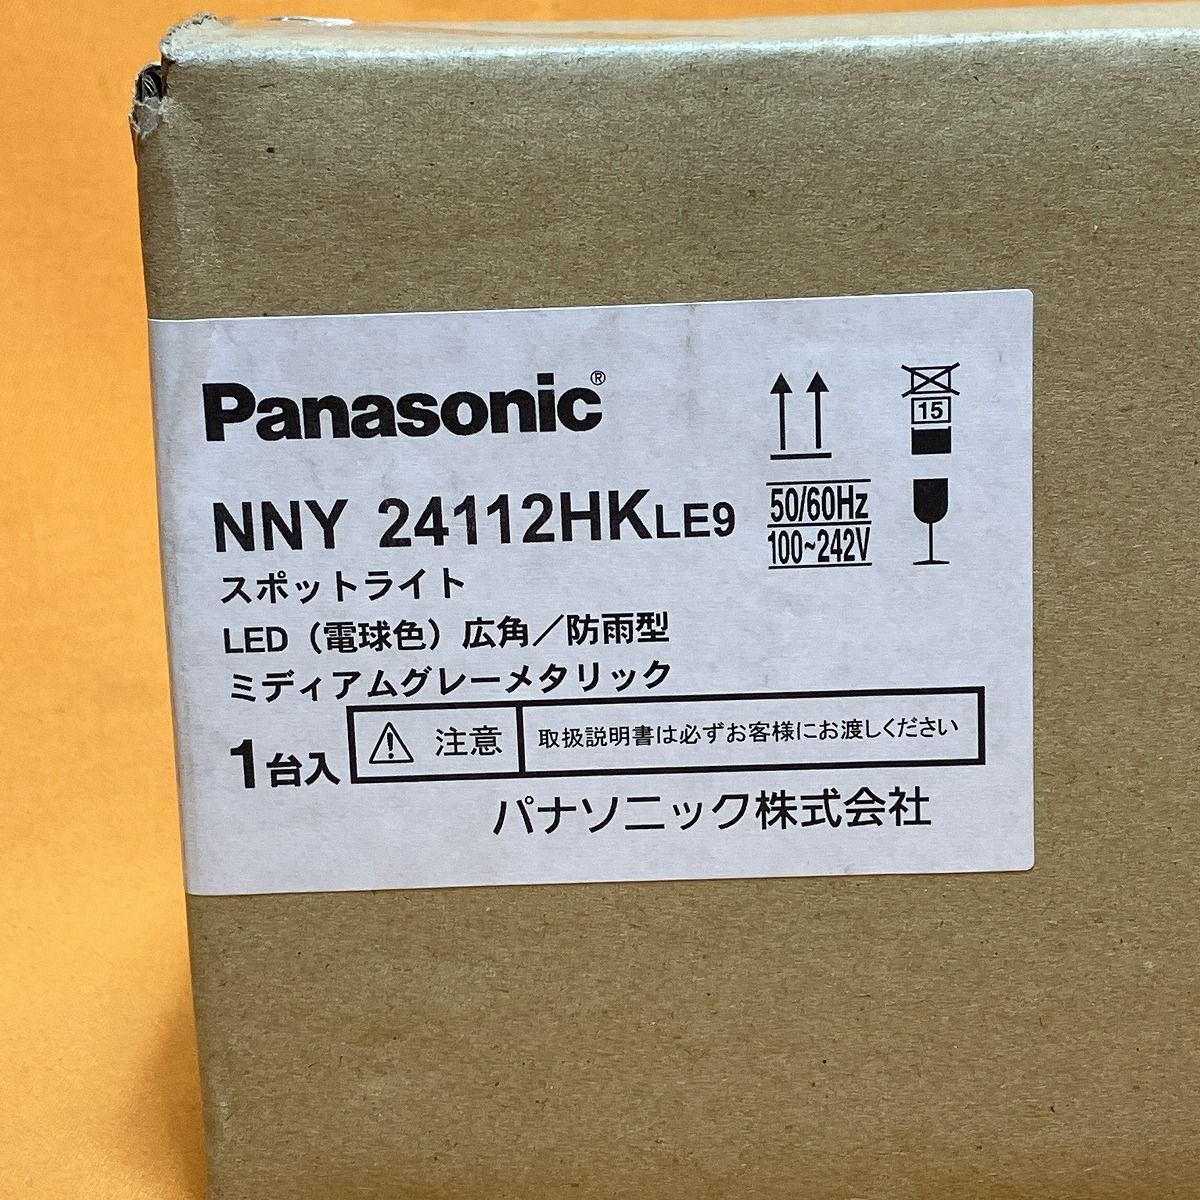 Panasonic®
15
NNY 24112HKLE9
50/60Hz
100~242V
スポットライト
LED（電球色）広角／防雨型
ミディアムグレーメタリック
1台入
注意 取扱説明書は必ずお客様にお渡しください
パナソニック株式会社